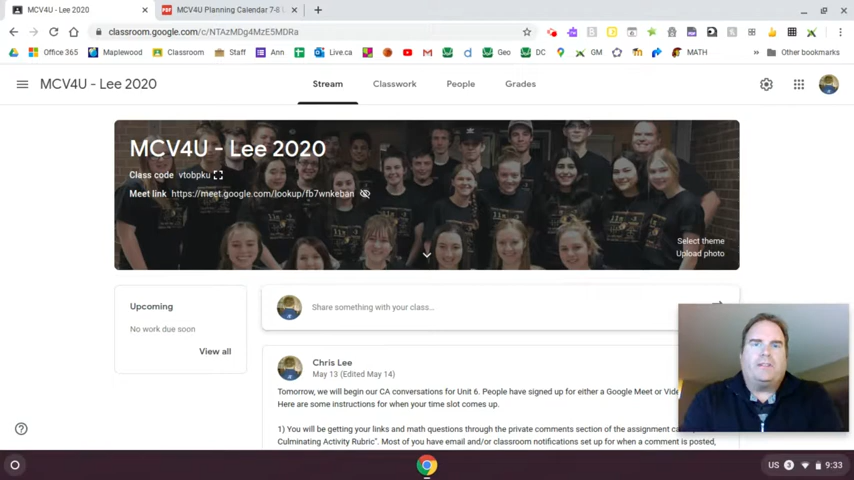 MCV4U - Lee 2020
MCV4U Planning Calendar 7-8
classroom.google.com/c/NTAzMDg4MzE5MDRa
Office 365
Maplewood
Classroom
Staff
Ann
Live.ca
Geo
DC
GM
MATH
»
Other bookmarks
MCV4U - Lee 2020
Stream
Classwork
People
Grades
MCV4U - Lee 2020
Class code vtobpku
Meet link https://meet.google.com/lookup/fb7wnkeban
Select theme
Upload photo
Upcoming
No work due soon
View all
Share something with your class...
Chris Lee
May 13 (Edited May 14)
Tomorrow, we will begin our CA conversations for Unit 6. People have signed up for either a Google Meet or Vide
Here are some instructions for when your time slot comes up.
1) You will be getting your links and math questions through the private comments section of the assignment ca
Culminating Activity Rubric". Most of you have email and/or classroom notifications set up for when a comment is posted,
US 3 9:33